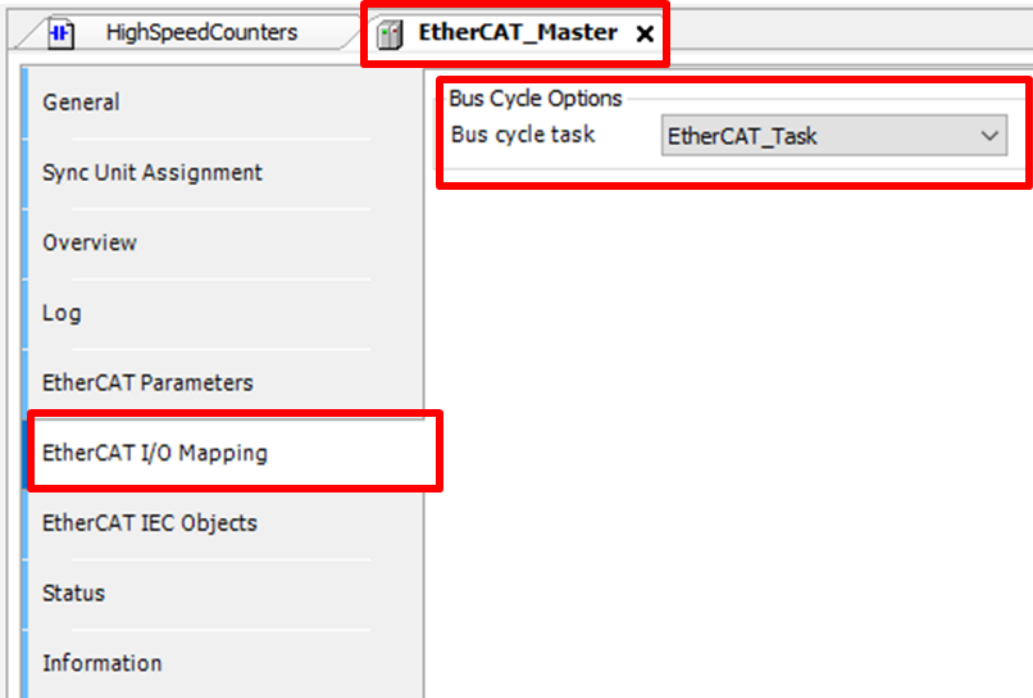 HighSpeedCounters
EtherCAT_Master
General
Sync Unit Assignment
Overview
Log
EtherCAT Parameters
EtherCAT I/O Mapping
EtherCAT IEC Objects
Status
Information
Bus Cycle Options
Bus cycle task EtherCAT_Task